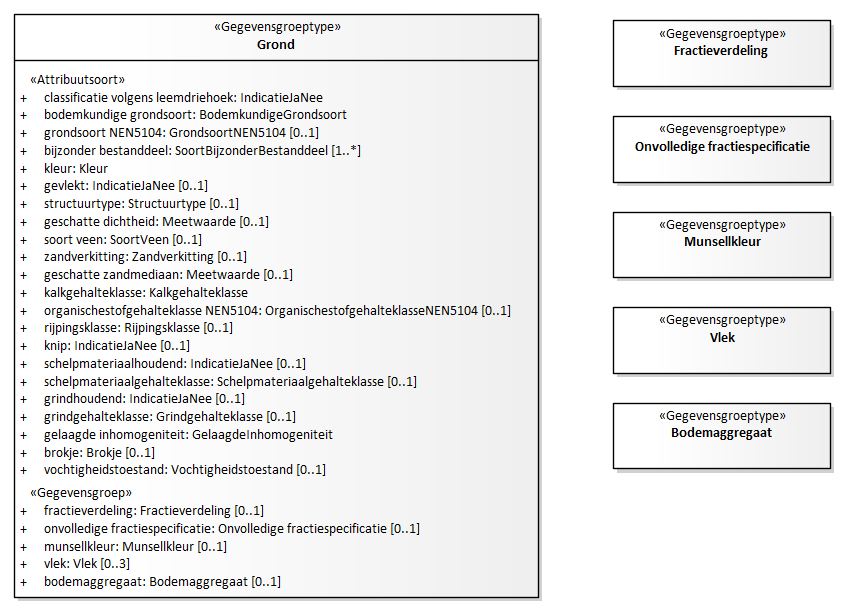 «Gegevensgroeptype»
Grond
«Attribuutsoort»
+ classificatie volgens leemdriehoek: IndicatieJaNee
+ bodemkundige grondsoort: BodemkundigeGrondsoort
+ grondsoort NEN5104: GrondsoortNEN5104 [0..1]
+ bijzonder bestanddeel: SoortBijzonderBestanddeel [1..*]
+ kleur: Kleur
+ gevlekt: IndicatieJaNee [0..1]
+ structuurtype: Structuurtype [0..1]
+ geschatte dichtheid: Meetwaarde [0..1]
+ soort veen: SoortVeen [0..1]
+ zandverkitting: Zandverkitting [0..1]
+ geschatte zandmediaan: Meetwaarde [0..1]
+ kalkgehalteklasse: Kalkgehalteklasse
+ organischestofgehalteklasse NEN5104: OrganischestofgehalteklasseNEN5104 [0..1]
+ rijpingsklasse: Rijpingsklasse [0..1]
+ knip: IndicatieJaNee [0..1]
+ schelpmateriaalhoudend: IndicatieJaNee [0..1]
+ schelpmateriaalgehalteklasse: Schelpmateriaalgehalteklasse [0..1]
+ grindhoudend: IndicatieJaNee [0..1]
+ grindgehalteklasse: Grindgehalteklasse [0..1]
+ gelaagde inhomogeniteit: GelaagdeInhomogeniteit
+ brokje: Brokje [0..1]
+ vochtigheidstoestand: Vochtigheidstoestand [0..1]
«Gegevensgroep»
+ fractieverdeling: Fractieverdeling [0..1]
+ onvolledige fractiespecificatie: Onvolledige fractiespecificatie [0..1]
+ munsellkleur: Munsellkleur [0..1]
+ vlek: Vlek [0..3]
+ bodemaggregaat: Bodemaggregaat [0..1]
«Gegevensgroeptype»
Fractieverdeling
«Gegevensgroeptype»
Onvolledige fractiespecificatie
«Gegevensgroeptype»
Munsellkleur
«Gegevensgroeptype»
Vlek
«Gegevensgroeptype»
Bodemaggregaat